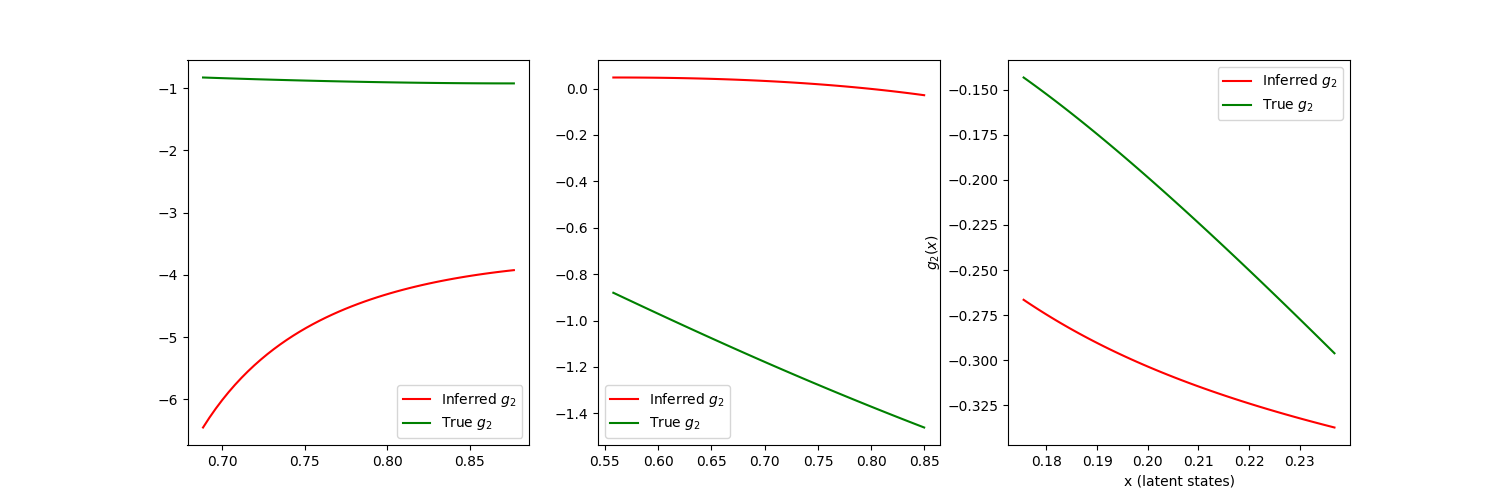 −1
−2
−3
−4
−5
−6
0.70 0.75 0.80 0.85
Inferred g₂
True g₂
0.0
−0.2
−0.4
−0.6
−0.8
−1.0
−1.2
−1.4
0.55 0.60 0.65 0.70 0.75 0.80 0.85
Inferred g₂
True g₂
g₂(x)
−0.150
−0.175
−0.200
−0.225
−0.250
−0.275
−0.300
−0.325
0.18 0.19 0.20 0.21 0.22 0.23
x (latent states)
Inferred g₂
True g₂